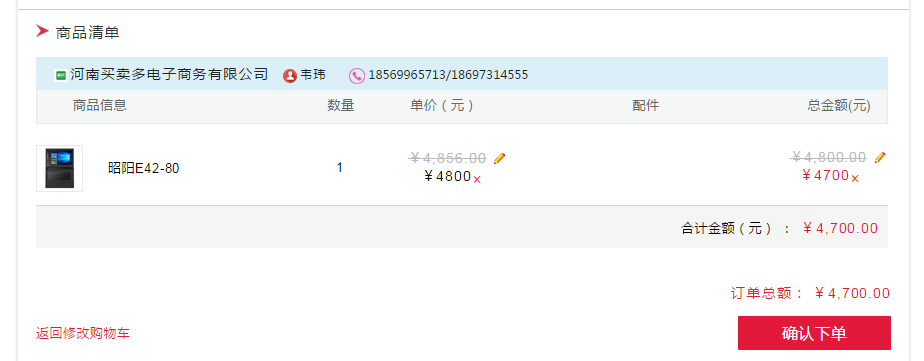 商品清单
河南买卖多电子商务有限公司 韦玮 18569965713/18697314555
商品信息 数量 单价（元） 配件 总金额(元)
¥4,856.00 ¥4,800.00
昭阳E42-80 1
¥4800 x ¥4700 x
合计金额（元）： ¥4,700.00
订单总额： ¥4,700.00
返回修改购物车 确认下单